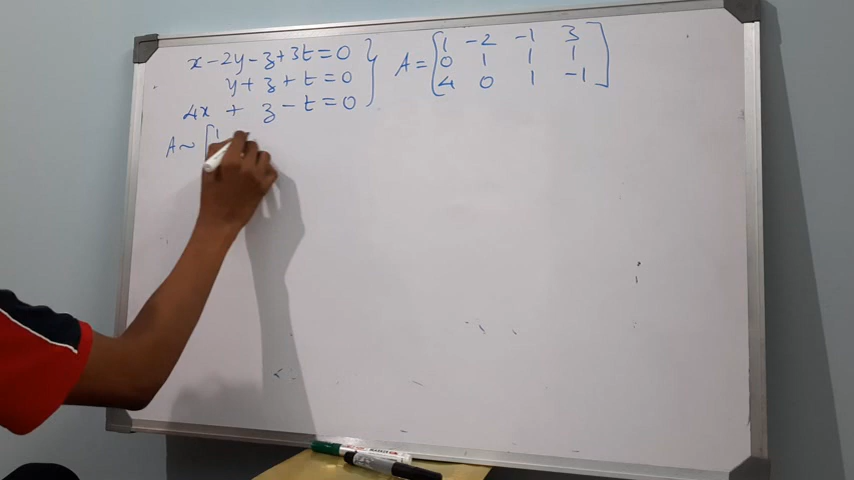 x - 2y - z + 3t = 0
y + z + t = 0
4x + z - t = 0
A = [1 -2 -1 3
0 1 1 1
4 0 1 -1]
A ~ [1